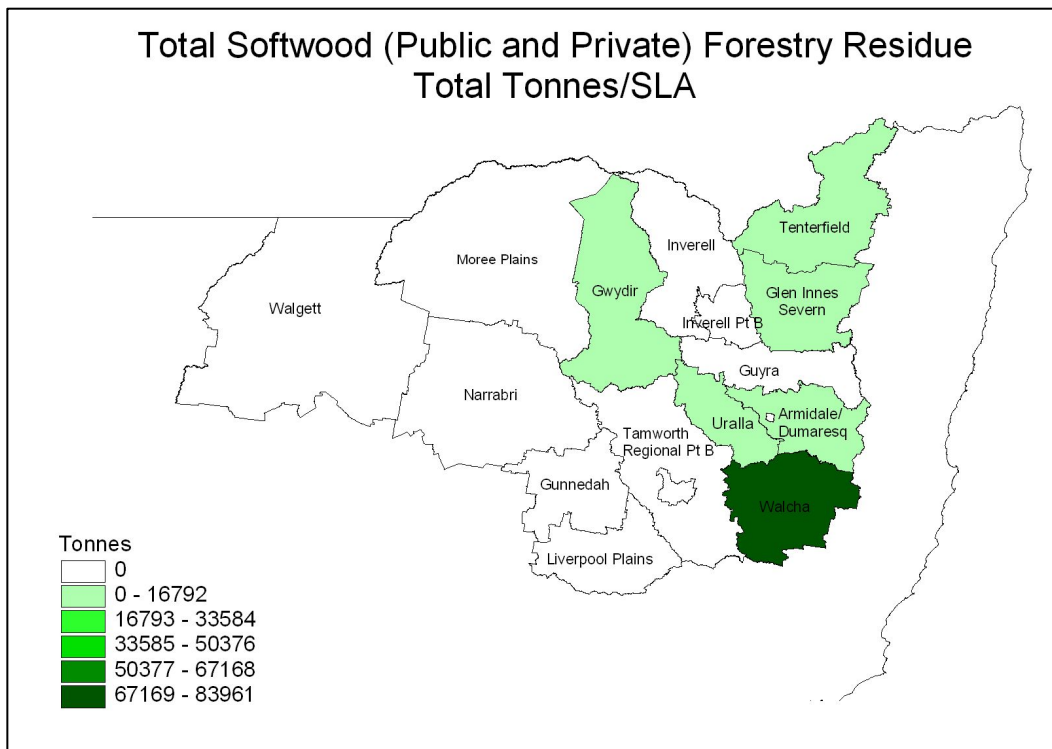 Total Softwood (Public and Private) Forestry Residue
Total Tonnes/SLA
Tenterfield
Inverell
Moree Plains
Gwydir
Glen Innes
Severn
Walgett
Inverell Pt B
Guyra
Narrabri
Uralla
Armidale/
Dumaresq
Tamworth
Regional Pt B
Gunnedah
Walcha
Liverpool Plains
Tonnes
0
0 - 16792
16793 - 33584
33585 - 50376
50377 - 67168
67169 - 83961